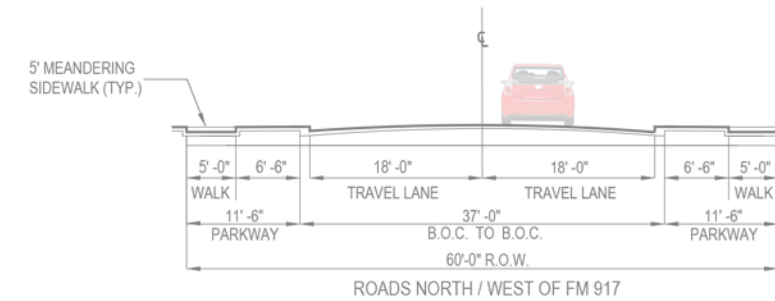 ℄
5' MEANDERING
SIDEWALK (TYP.)
5' -0" 6' -6" 18' -0" 18' -0" 6' -6" 5' -0"
WALK TRAVEL LANE TRAVEL LANE WALK
11' -6" 37' -0" 11' -6"
PARKWAY B.O.C. TO B.O.C. PARKWAY
60'-0" R.O.W.
ROADS NORTH / WEST OF FM 917